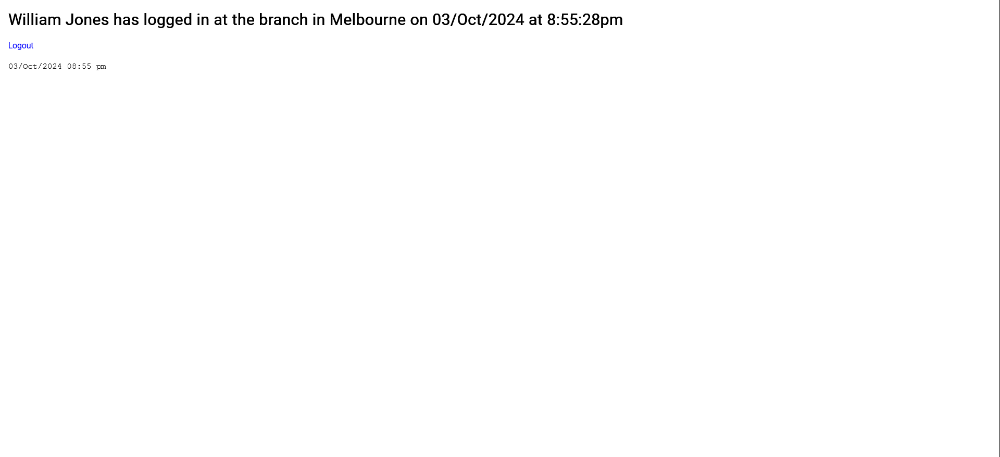 William Jones has logged in at the branch in Melbourne on 03/Oct/2024 at 8:55:28pm
Logout
03/Oct/2024 08:55 pm